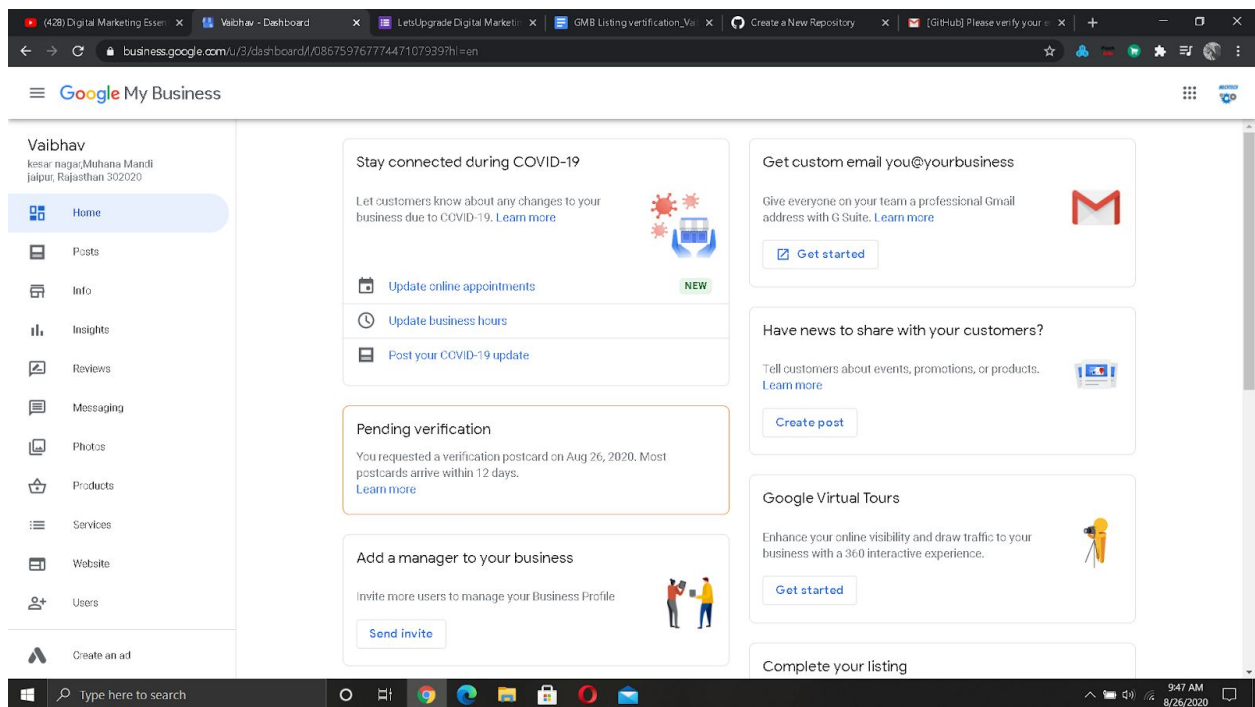 (428) Digital Marketing Essen
Vaibhav - Dashboard
LetsUpgrade Digital Marketin
GMB Listing vertification_Va
Create a New Repository
[GitHub] Please verify your e
business.google.com/u/3/dashboard/l/08675976777447107939?hl=en
Google My Business
Vaibhav
kesar nagar,Muhana Mandi
jaipur, Rajasthan 302020
Home
Posts
Info
Insights
Reviews
Messaging
Photos
Products
Services
Website
Users
Create an ad
Stay connected during COVID-19
Let customers know about any changes to your
business due to COVID-19. Learn more
Update online appointments
NEW
Update business hours
Post your COVID-19 update
Pending verification
You requested a verification postcard on Aug 26, 2020. Most
postcards arrive within 12 days.
Learn more
Add a manager to your business
Invite more users to manage your Business Profile
Send invite
Get custom email you@yourbusiness
Give everyone on your team a professional Gmail
address with G Suite. Learn more
Get started
Have news to share with your customers?
Tell customers about events, promotions, or products.
Learn more
Create post
Google Virtual Tours
Enhance your online visibility and draw traffic to your
business with a 360 interactive experience.
Get started
Complete your listing
Type here to search
9:47 AM
8/26/2020